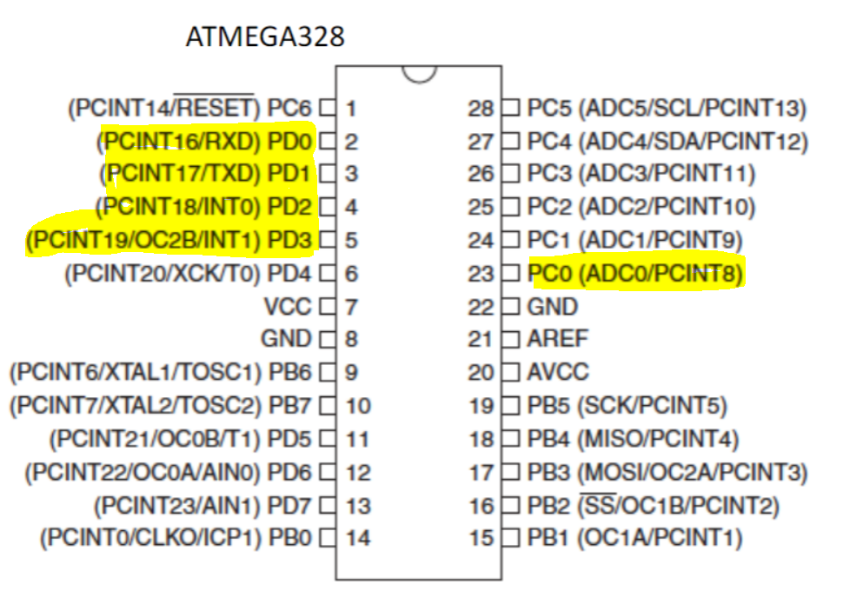 ATMEGA328
(PCINT14/RESET) PC6 1 28 PC5 (ADC5/SCL/PCINT13)
(PCINT16/RXD) PD0 2 27 PC4 (ADC4/SDA/PCINT12)
(PCINT17/TXD) PD1 3 26 PC3 (ADC3/PCINT11)
(PCINT18/INT0) PD2 4 25 PC2 (ADC2/PCINT10)
(PCINT19/OC2B/INT1) PD3 5 24 PC1 (ADC1/PCINT9)
(PCINT20/XCK/T0) PD4 6 23 PC0 (ADC0/PCINT8)
VCC 7 22 GND
GND 8 21 AREF
(PCINT6/XTAL1/TOSC1) PB6 9 20 AVCC
(PCINT7/XTAL2/TOSC2) PB7 10 19 PB5 (SCK/PCINT5)
(PCINT21/OC0B/T1) PD5 11 18 PB4 (MISO/PCINT4)
(PCINT22/OC0A/AIN0) PD6 12 17 PB3 (MOSI/OC2A/PCINT3)
(PCINT23/AIN1) PD7 13 16 PB2 (SS/OC1B/PCINT2)
(PCINT0/CLKO/ICP1) PB0 14 15 PB1 (OC1A/PCINT1)